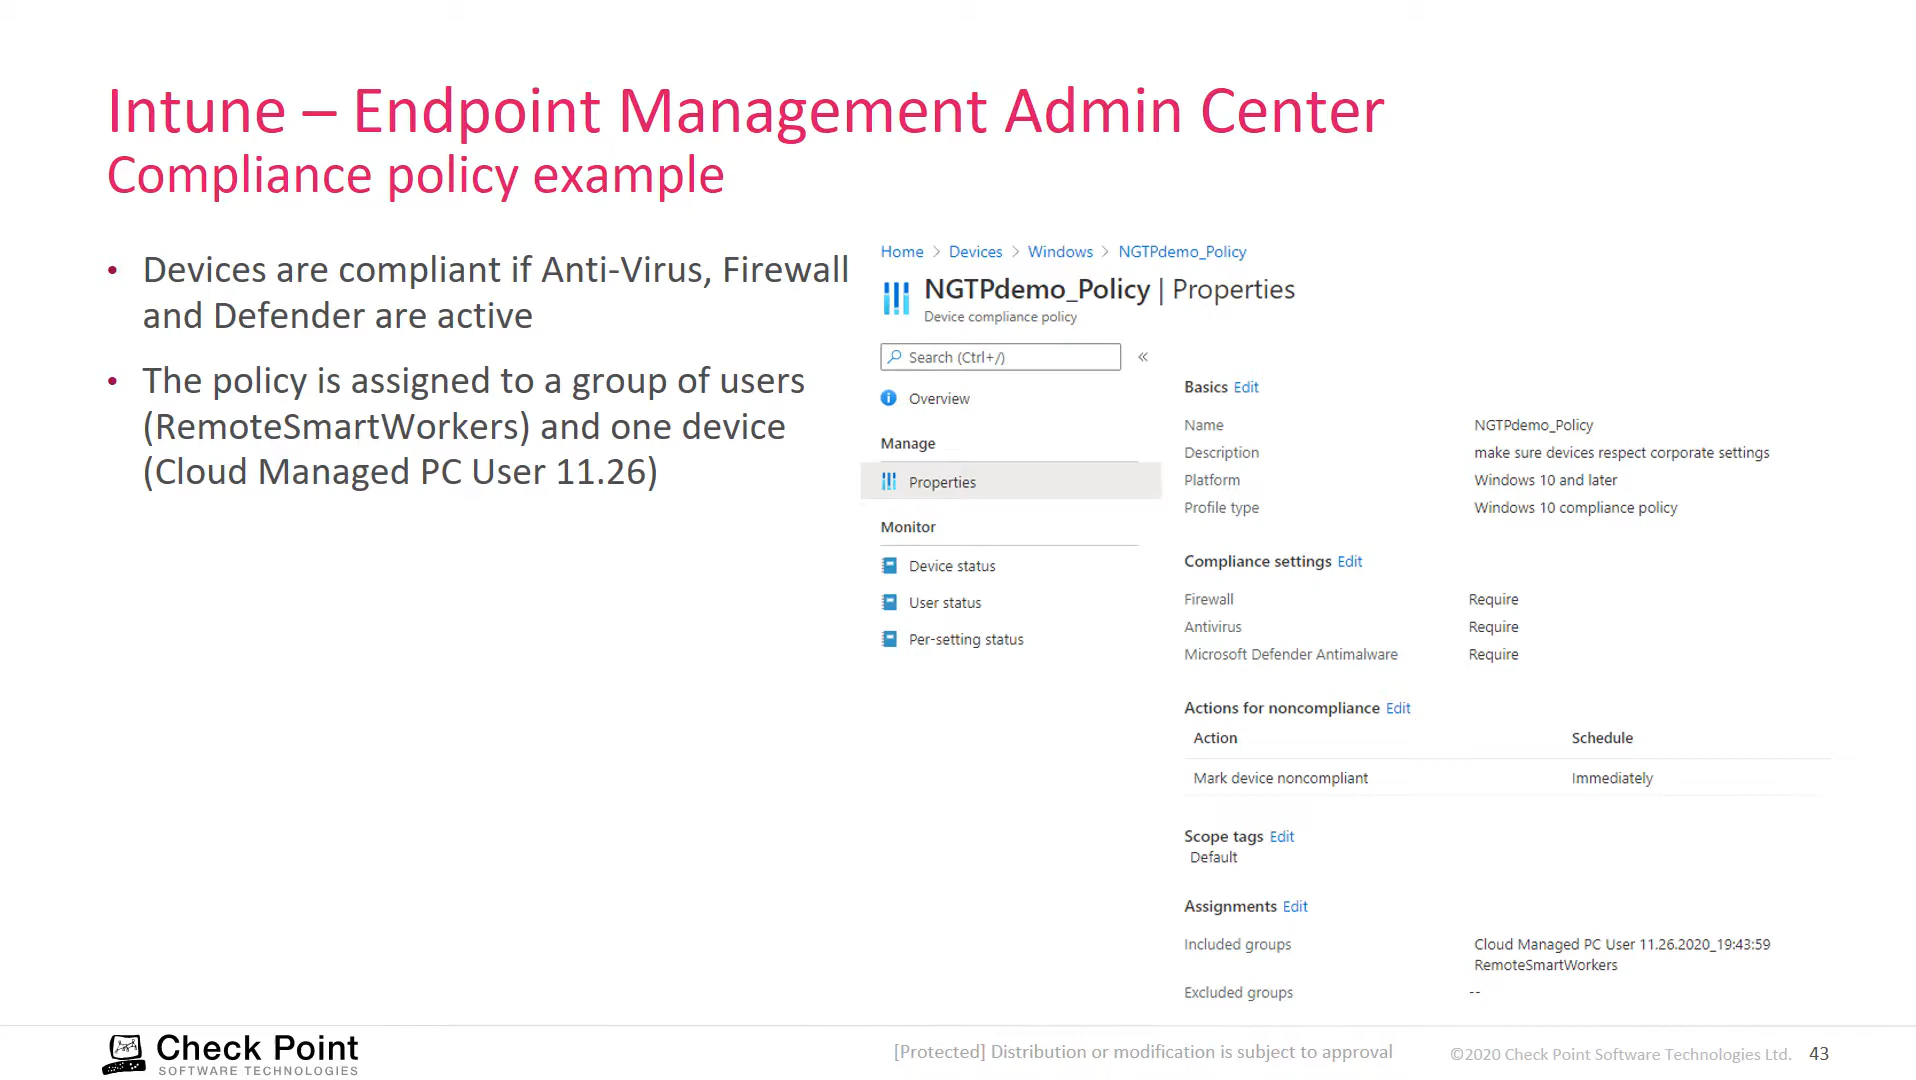 Intune – Endpoint Management Admin Center
Compliance policy example
• Devices are compliant if Anti-Virus, Firewall
and Defender are active
• The policy is assigned to a group of users
(RemoteSmartWorkers) and one device
(Cloud Managed PC User 11.26)
Home > Devices > Windows > NGTPdemo_Policy
NGTPdemo_Policy | Properties
Device compliance policy
Search (Ctrl+/) «
Overview
Manage
Properties
Monitor
Device status
User status
Per-setting status
Basics Edit
Name NGTPdemo_Policy
Description make sure devices respect corporate settings
Platform Windows 10 and later
Profile type Windows 10 compliance policy
Compliance settings Edit
Firewall Require
Antivirus Require
Microsoft Defender Antimalware Require
Actions for noncompliance Edit
Action Schedule
Mark device noncompliant Immediately
Scope tags Edit
Default
Assignments Edit
Included groups Cloud Managed PC User 11.26.2020_19:43:59
RemoteSmartWorkers
Excluded groups --
Check Point
SOFTWARE TECHNOLOGIES
[Protected] Distribution or modification is subject to approval
©2020 Check Point Software Technologies Ltd. 43